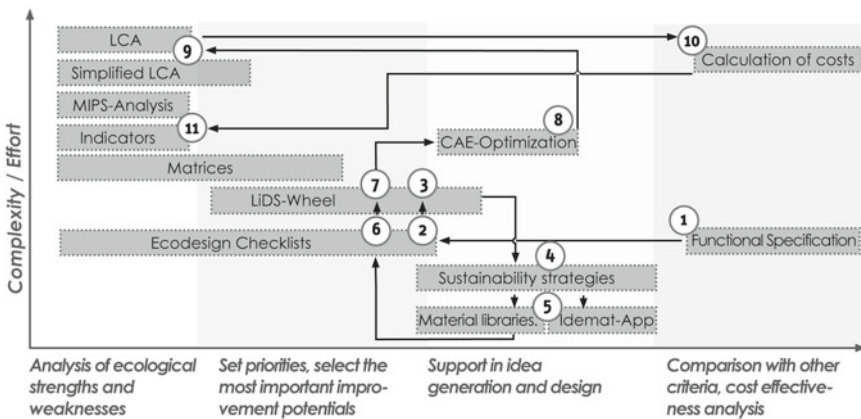 Complexity / Effort
LCA
9
10
Calculation of costs
Simplified LCA
MIPS-Analysis
Indicators
11
8
CAE-Optimization
Matrices
7
3
LiDS-Wheel
1
Ecodesign Checklists
6
2
Functional Specification
4
Sustainability strategies
5
Material libraries.
Idemat-App
Analysis of ecological
strengths and
weaknesses
Set priorities, select the
most important impro-
vement potentials
Support in idea
generation and design
Comparison with other
criteria, cost effective-
ness analysis